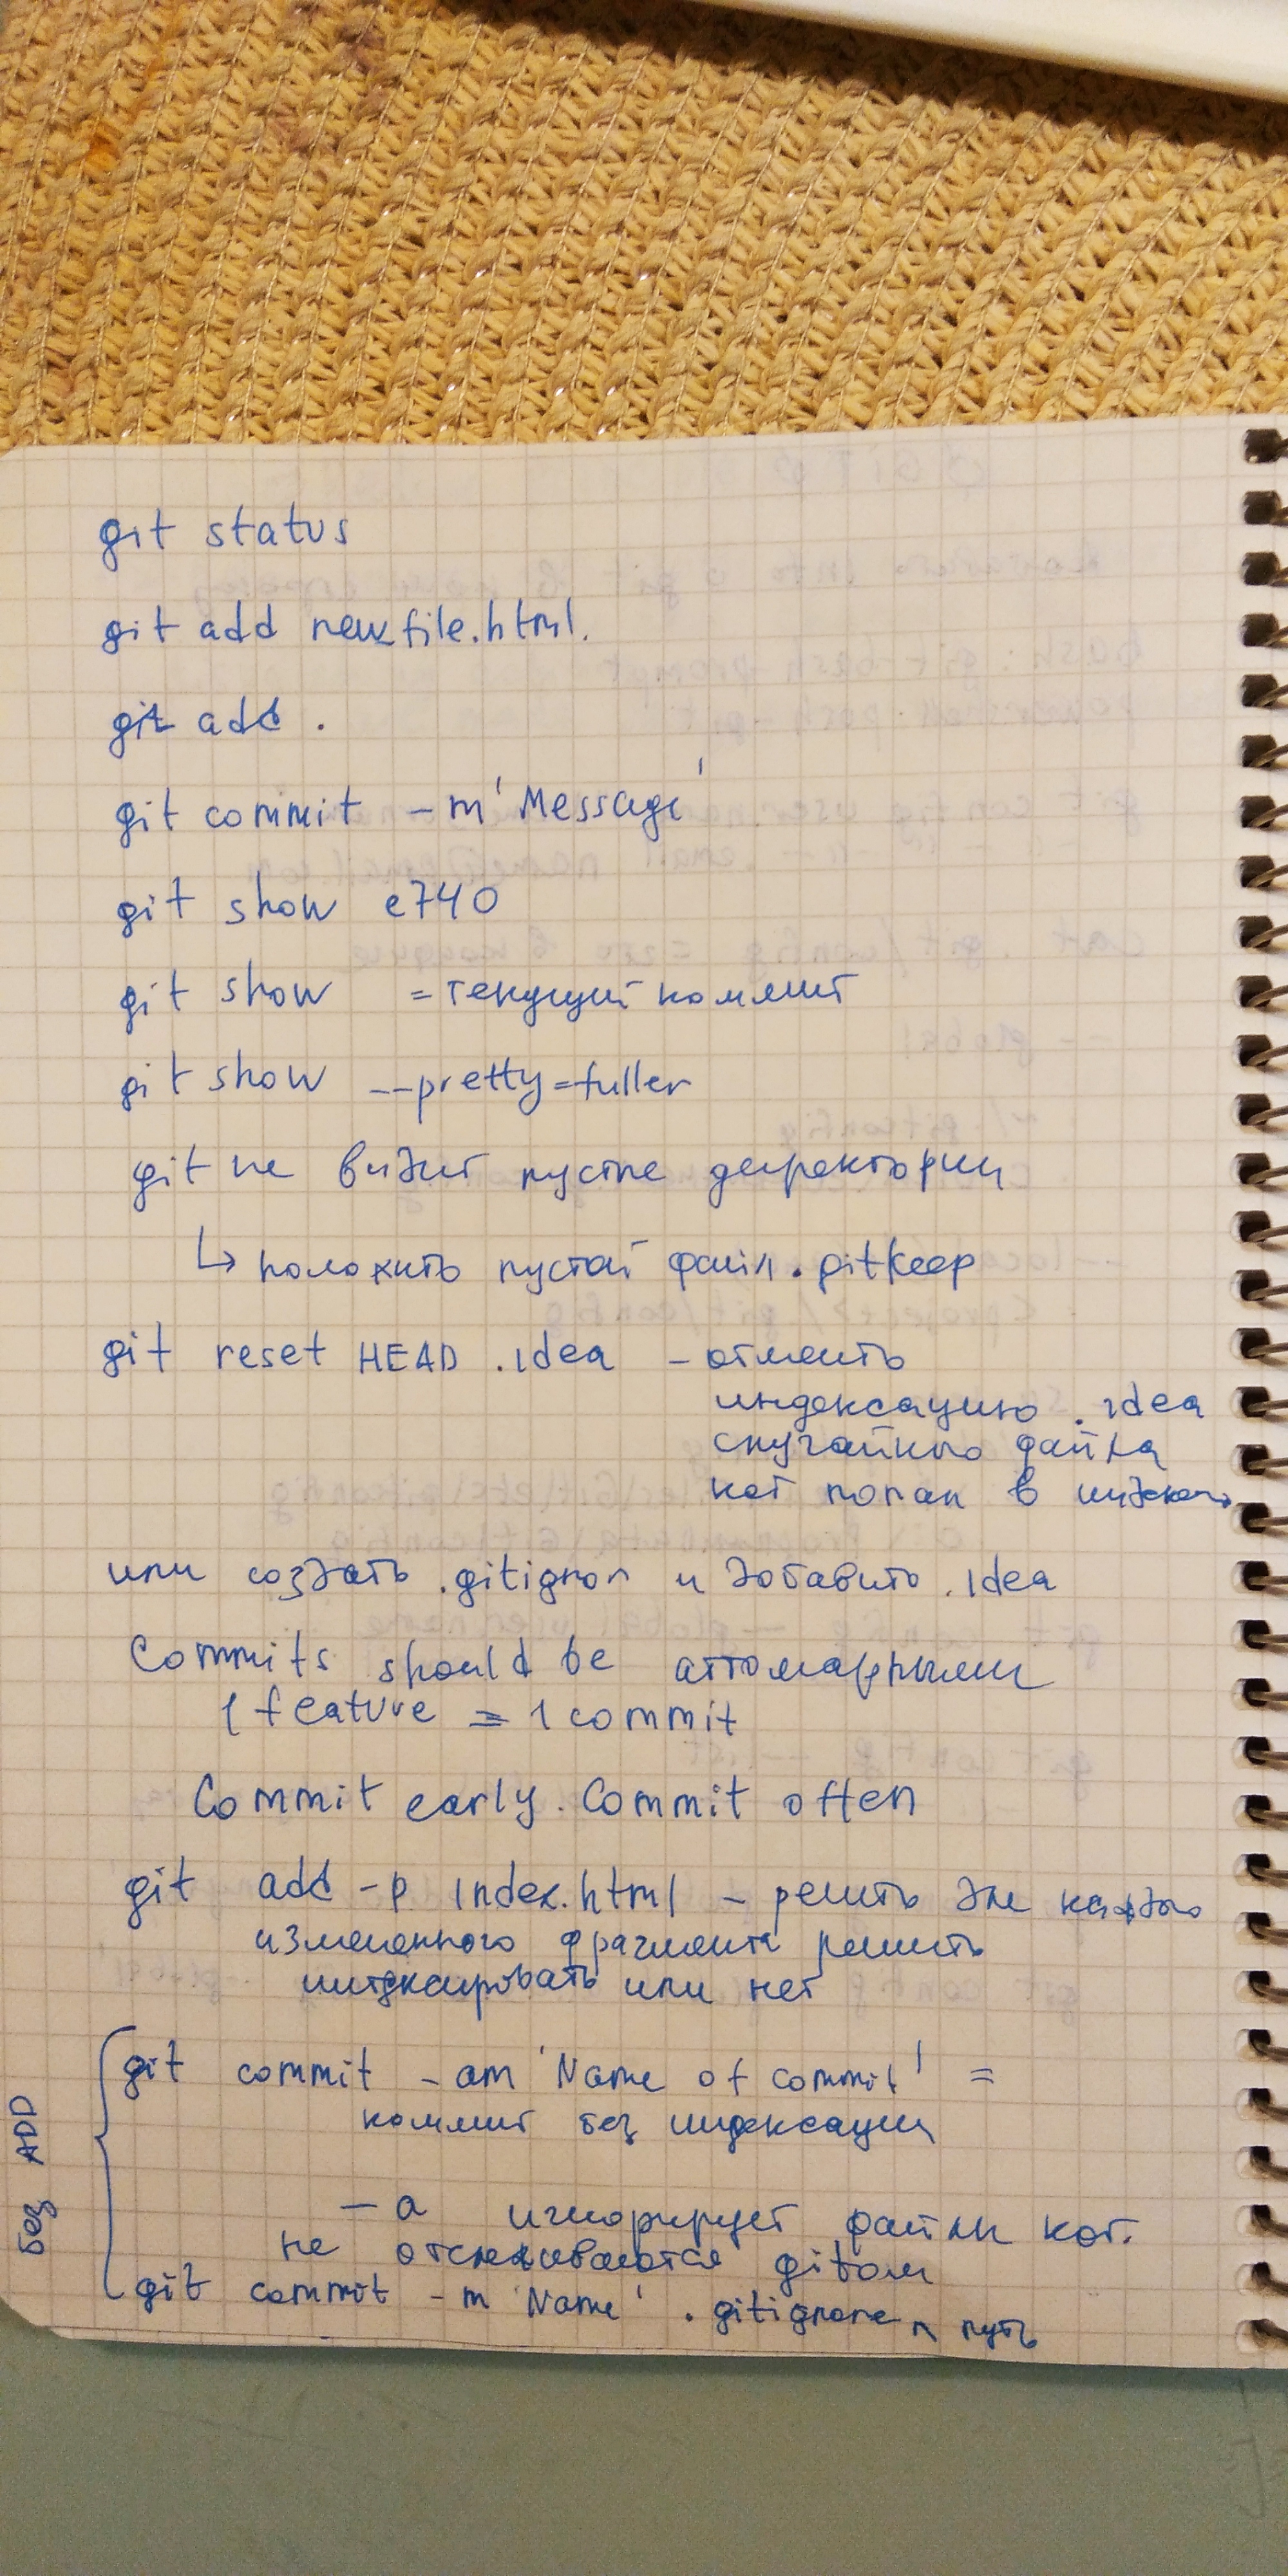 git status
git add newfile.html.
git add .
git commit -m 'Message'
git show e740
git show = текущий коммит
git show --pretty=fuller
git не видит пустые директории
↳ положить пустой файл .gitkeep
git reset HEAD .idea - отменить
индексацию .idea
случайного файла
кот попал в индекс
или создать .gitignor и добавить .idea
Commits should be аттомарными
1 feature = 1 commit
Commit early. Commit often
git add -p index.html - решить для каждого
измененного фрагмента решить
интдксировать или нет
без ADD
git commit -am 'Name of commit' =
коммит без индексации
-a игнорирует файлы кот.
не отслеживаются gitом
git commit -m 'Name' .gitignore путь